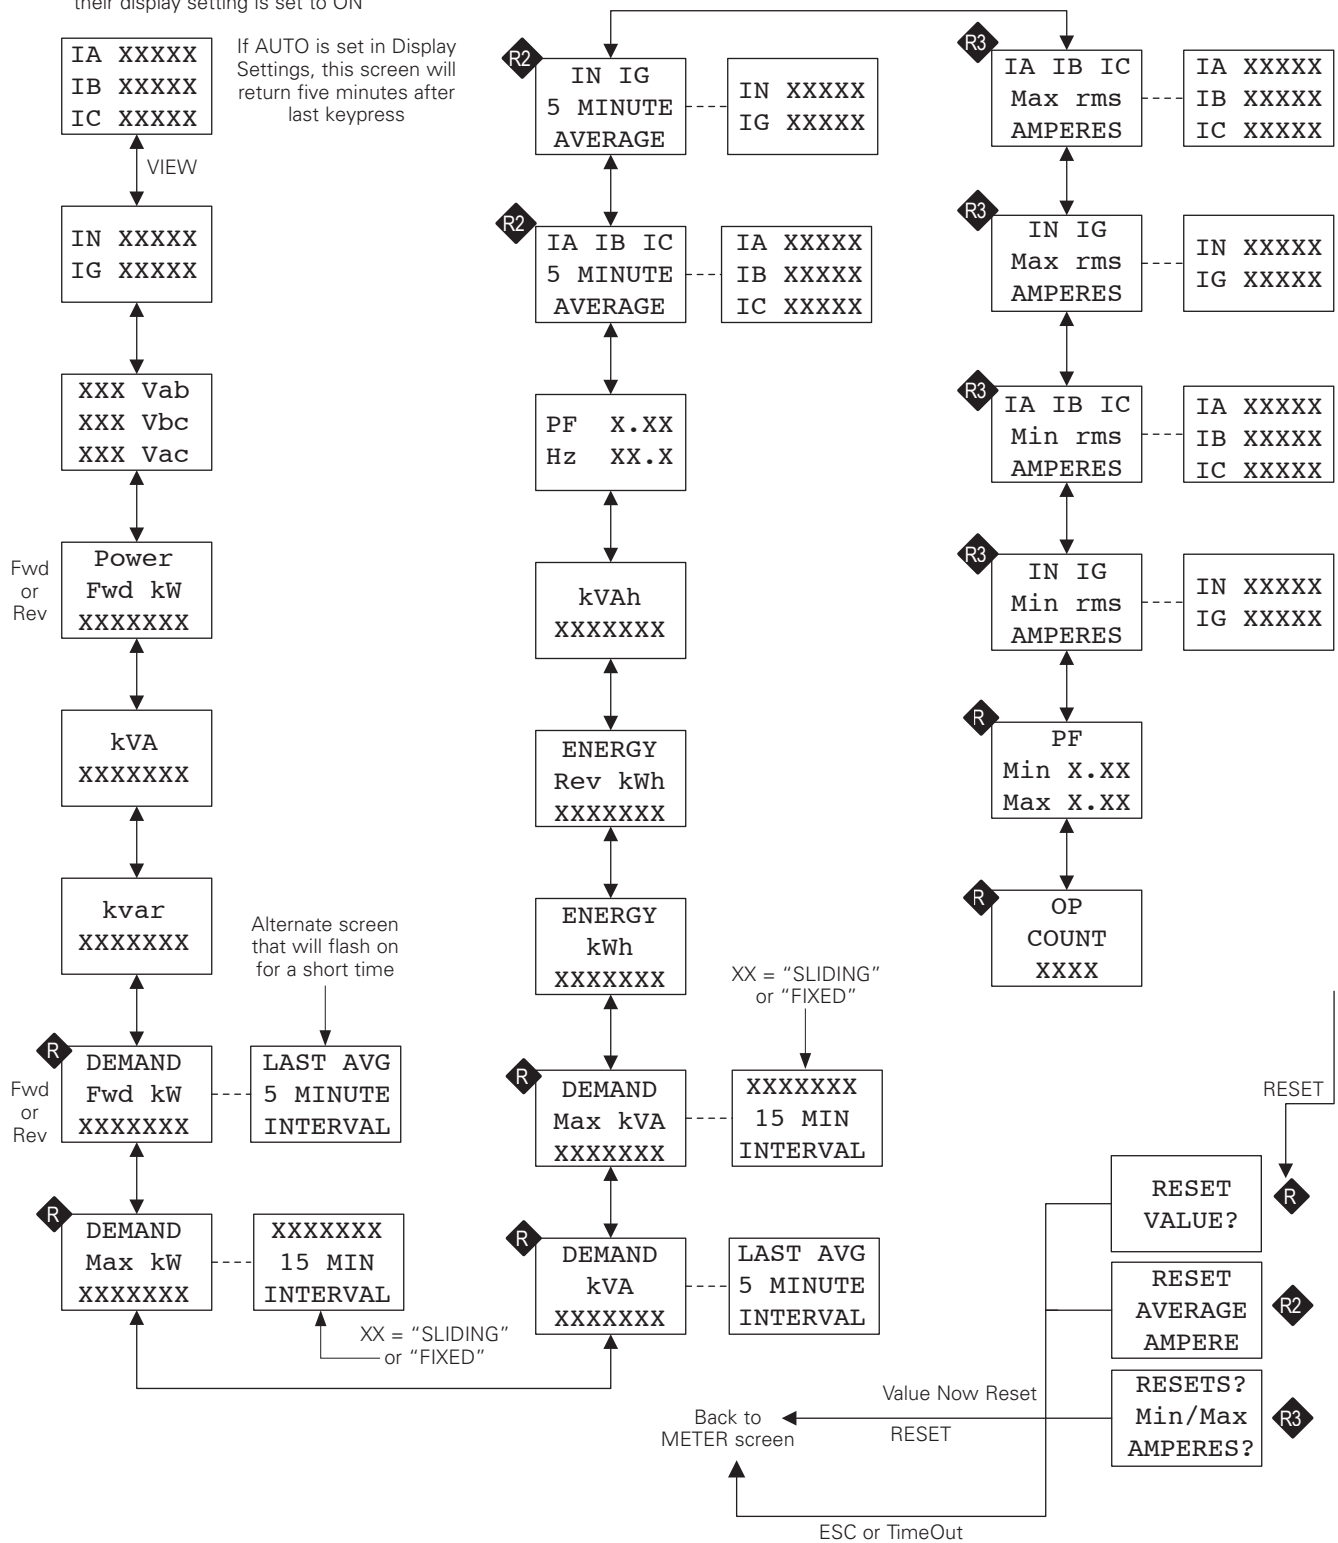 their display setting is set to ON
IA XXXXX
IB XXXXX
IC XXXXX
If AUTO is set in Display
Settings, this screen will
return five minutes after
last keypress
VIEW
IN XXXXX
IG XXXXX
XXX Vab
XXX Vbc
XXX Vac
Fwd
or
Rev
Power
Fwd kW
XXXXXXX
kVA
XXXXXXX
kvar
XXXXXXX
Alternate screen
that will flash on
for a short time
R
Fwd
or
Rev
DEMAND
Fwd kW
XXXXXXX
LAST AVG
5 MINUTE
INTERVAL
R
DEMAND
Max kW
XXXXXXX
XXXXXXX
15 MIN
INTERVAL
XX = “SLIDING”
or “FIXED”
R2
IN IG
5 MINUTE
AVERAGE
IN XXXXX
IG XXXXX
R2
IA IB IC
5 MINUTE
AVERAGE
IA XXXXX
IB XXXXX
IC XXXXX
PF X.XX
Hz XX.X
kVAh
XXXXXXX
ENERGY
Rev kWh
XXXXXXX
ENERGY
kWh
XXXXXXX
XX = “SLIDING”
or “FIXED”
R
DEMAND
Max kVA
XXXXXXX
XXXXXXX
15 MIN
INTERVAL
R
DEMAND
kVA
XXXXXXX
LAST AVG
5 MINUTE
INTERVAL
R3
IA IB IC
Max rms
AMPERES
IA XXXXX
IB XXXXX
IC XXXXX
R3
IN IG
Max rms
AMPERES
IN XXXXX
IG XXXXX
R3
IA IB IC
Min rms
AMPERES
IA XXXXX
IB XXXXX
IC XXXXX
R3
IN IG
Min rms
AMPERES
IN XXXXX
IG XXXXX
R
PF
Min X.XX
Max X.XX
R
OP
COUNT
XXXX
RESET
RESET
VALUE?
R
RESET
AVERAGE
AMPERE
R2
RESETS?
Min/Max
AMPERES?
R3
Value Now Reset
RESET
Back to
METER screen
ESC or TimeOut